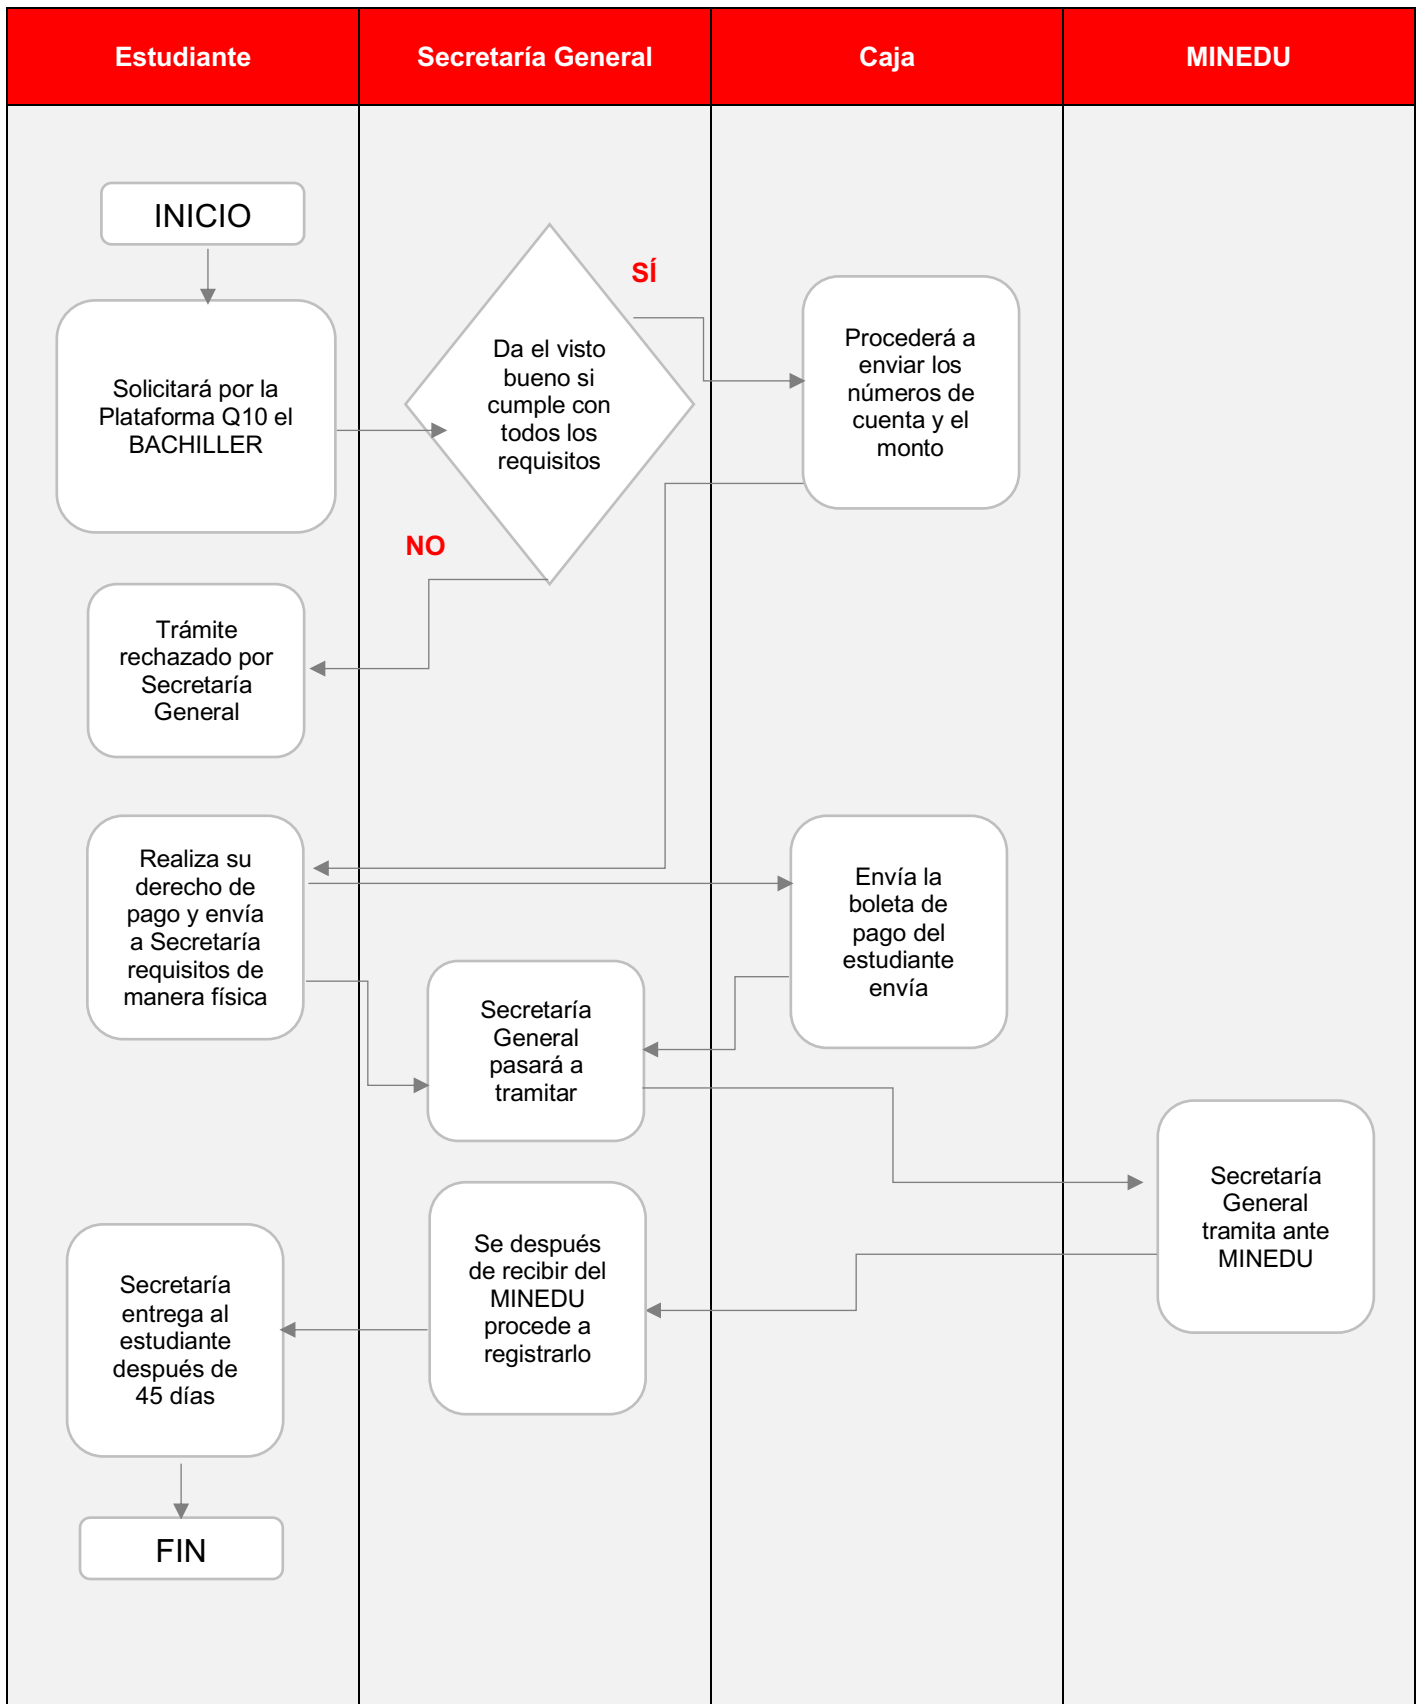 Estudiante
Secretaría General
Caja
MINEDU
INICIO
Solicitará por la
Plataforma Q10 el
BACHILLER
Da el visto
bueno si
cumple con
todos los
requisitos
SÍ
Procederá a
enviar los
números de
cuenta y el
monto
NO
Trámite
rechazado por
Secretaría
General
Realiza su
derecho de
pago y envía
a Secretaría
requisitos de
manera física
Envía la
boleta de
pago del
estudiante
envía
Secretaría
General
pasará a
tramitar
Secretaría
General
tramita ante
MINEDU
Se después
de recibir del
MINEDU
procede a
registrarlo
Secretaría
entrega al
estudiante
después de
45 días
FIN